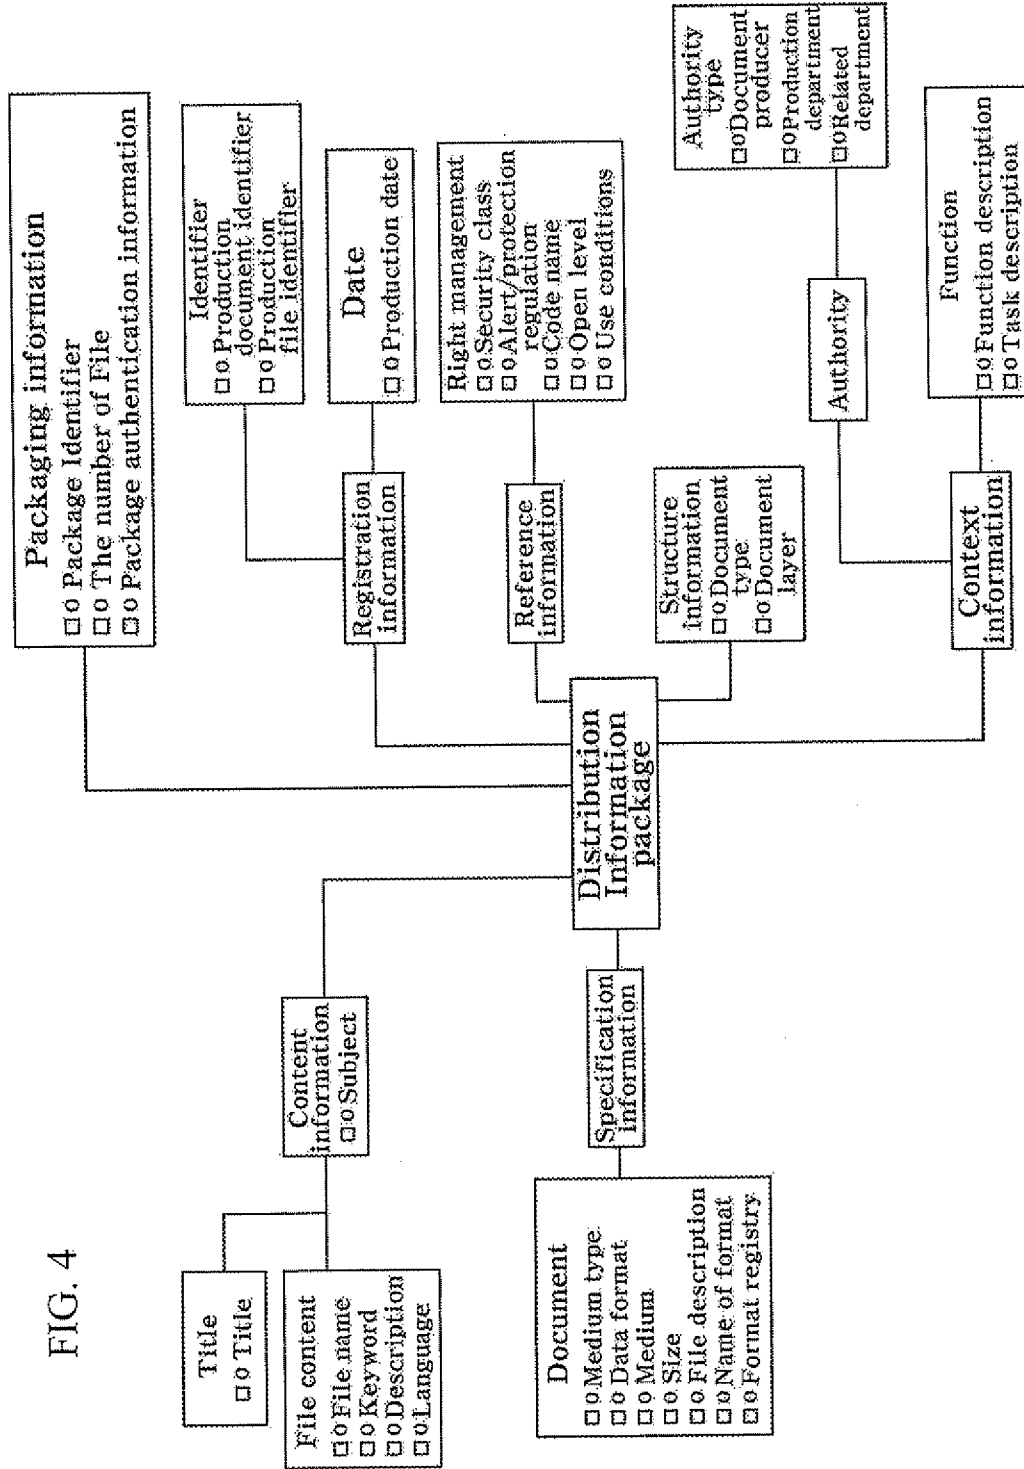 FIG. 4
Packaging information
□o Package Identifier
□o The number of File
□o Package authentication information
Identifier
□o Production
document identifier
□o Production
file identifier
Registration
information
Date
□o Production date
Reference
information
Right management
□o Security class
□o Alert/protection
regulation
□o Code name
□o Open level
□o Use conditions
Structure
information
□o Document
type
□o Document
layer
Authority
Authority
type
□o Document
producer
□o Production
department
□o Related
department
Context
information
Function
□o Function description
□o Task description
Distribution
Information
package
Title
□o Title
Content
information
□o Subject
File content
□o File name
□o Keyword
□o Description
□o Language
Specification
information
Document
□o Medium type
□o Data format
□o Medium
□o Size
□o File description
□o Name of format
□o Format registry